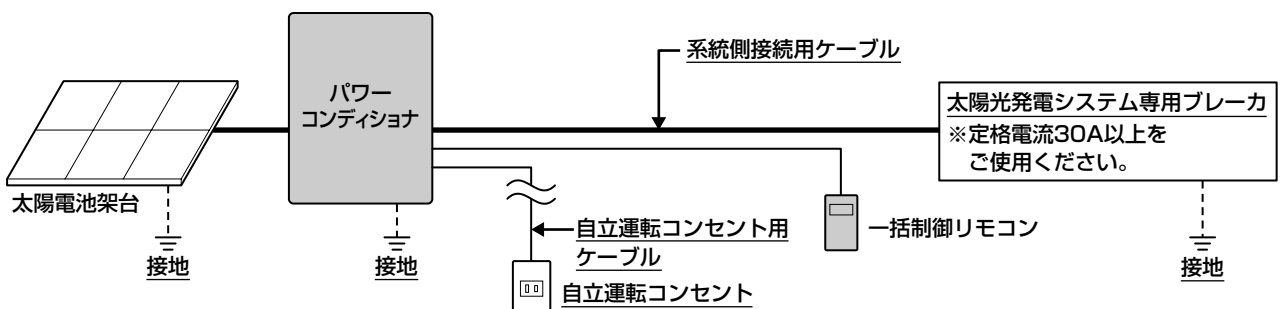 系統側接続用ケーブル
パワー
コンディショナ
太陽光発電システム専用ブレーカ
※定格電流30A以上を
ご使用ください。
太陽電池架台
自立運転コンセント用
ケーブル
一括制御リモコン
接地
接地
接地
自立運転コンセント